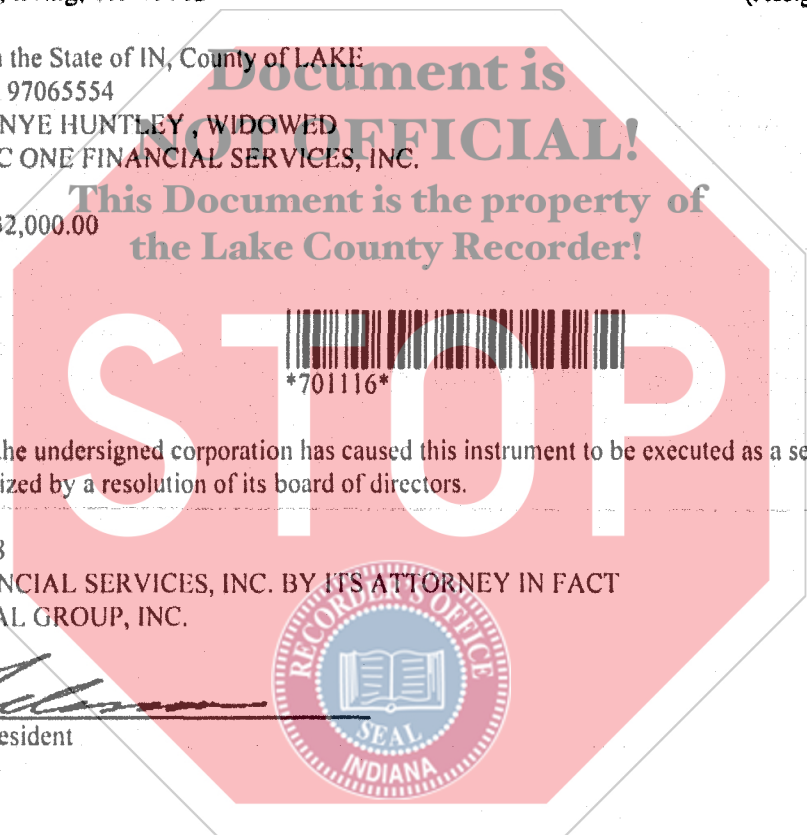 n the State of IN, County of LAKE
97065554
NYE HUNTLEY , WIDOWED
C ONE FINANCIAL SERVICES, INC.
32,000.00
Document is
NOT OFFICIAL!
This Document is the property of
the Lake County Recorder!
STOP
*701116*
he undersigned corporation has caused this instrument to be executed as a se
ized by a resolution of its board of directors.
8
NCIAL SERVICES, INC. BY ITS ATTORNEY IN FACT
AL GROUP, INC.
esident
RECORDER'S OFFICE
SEAL
INDIANA